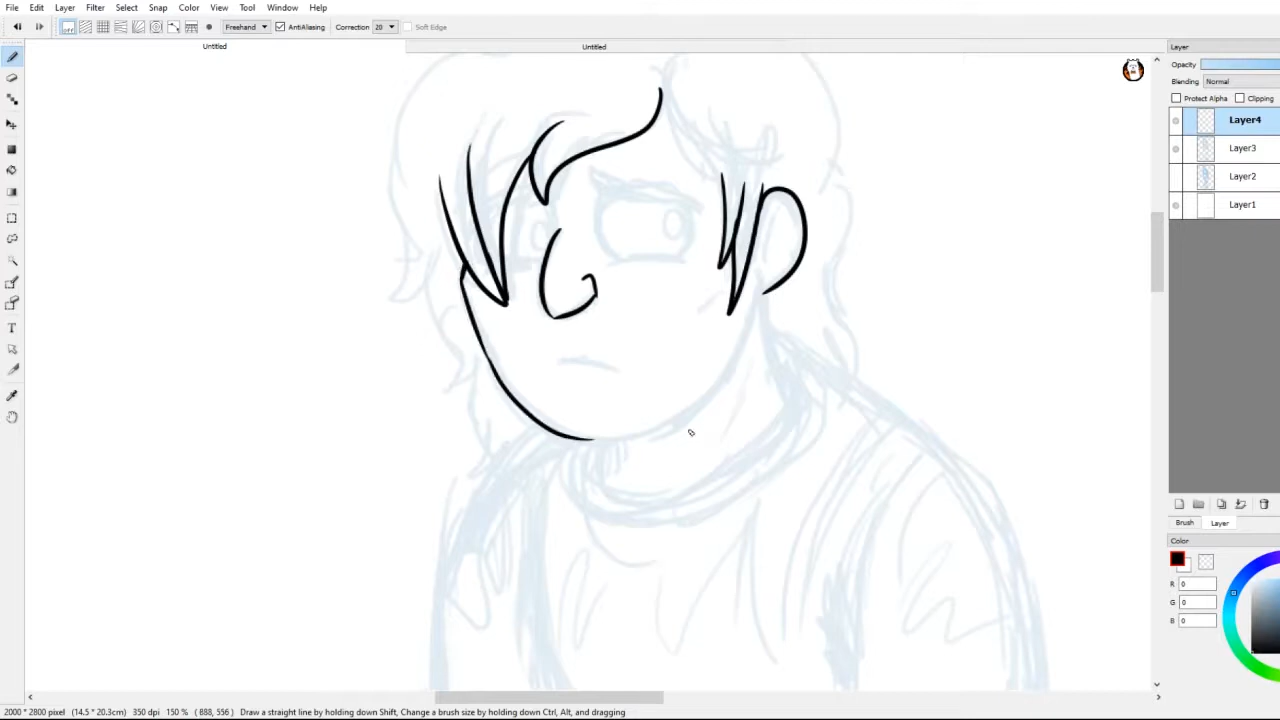 File Edit Layer Filter Select Snap Color View Tool Window Help
OFF Freehand AntiAliasing Correction 20 Soft Edge
Untitled Untitled
Layer
Opacity
Blending Normal
Protect Alpha Clipping
Layer4
Layer3
Layer2
Layer1
Brush Layer
Color
R 0
G 0
B 0
T
2000 * 2800 pixel (14.5 * 20.3cm) 350 dpi 150 % ( 888, 556 ) Draw a straight line by holding down Shift, Change a brush size by holding down Ctrl, Alt, and dragging